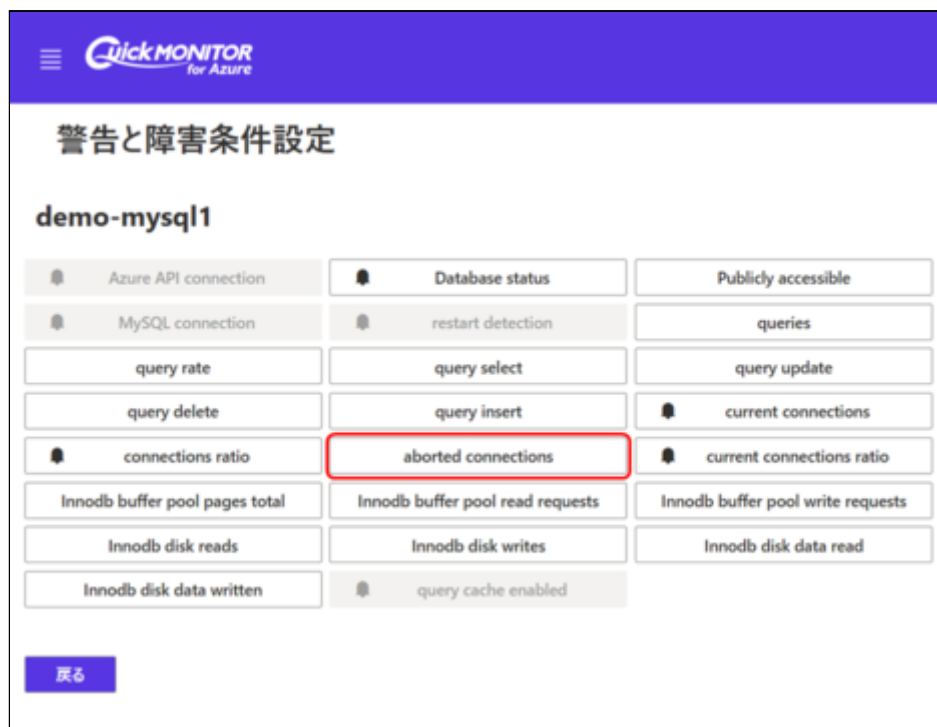 QuickMONITOR
for Azure
警告と障害条件設定
demo-mysql1
Azure API connection Database status Publicly accessible
MySQL connection restart detection queries
query rate query select query update
query delete query insert current connections
connections ratio aborted connections current connections ratio
Innodb buffer pool pages total Innodb buffer pool read requests Innodb buffer pool write requests
Innodb disk reads Innodb disk writes Innodb disk data read
Innodb disk data written query cache enabled
戻る